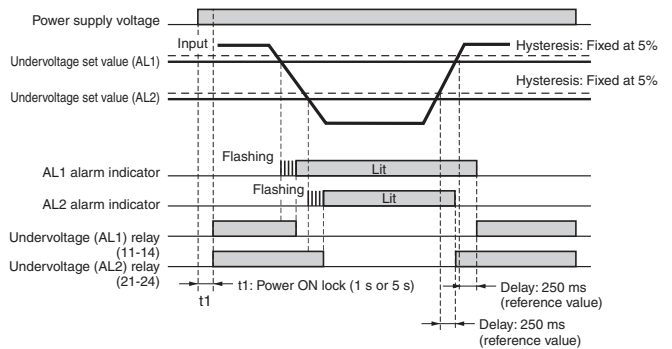 Power supply voltage
Input
Hysteresis: Fixed at 5%
Undervoltage set value (AL1)
Hysteresis: Fixed at 5%
Undervoltage set value (AL2)
Flashing
Lit
AL1 alarm indicator
Flashing
Lit
AL2 alarm indicator
Undervoltage (AL1) relay
(11-14)
Undervoltage (AL2) relay
(21-24)
t1: Power ON lock (1 s or 5 s)
t1
Delay: 250 ms
(reference value)
Delay: 250 ms
(reference value)